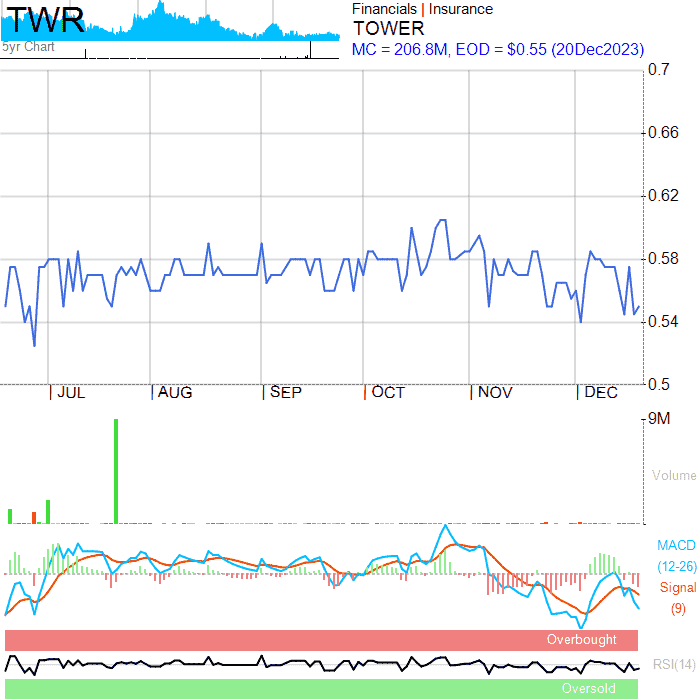 TWR
5yr Chart
Financials | Insurance
TOWER
MC = 206.8M, EOD = $0.55 (20Dec2023)
0.7
0.66
0.62
0.58
0.54
0.5
JUL AUG SEP OCT NOV DEC
9M
Volume
MACD
(12-26)
Signal
(9)
Overbought
RSI(14)
Oversold